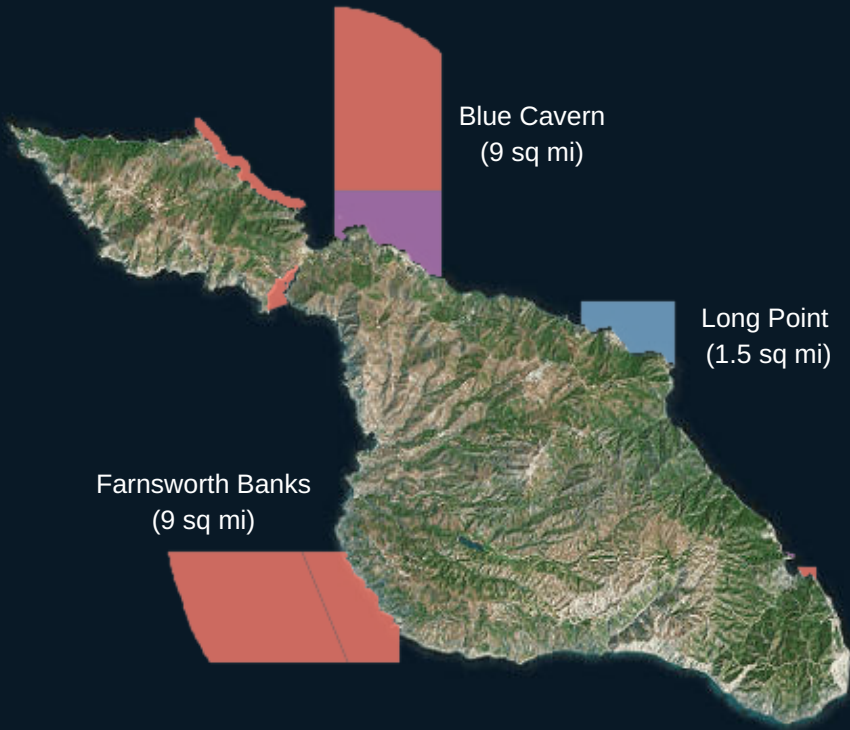 Blue Cavern
(9 sq mi)
Long Point
(1.5 sq mi)
Farnsworth Banks
(9 sq mi)